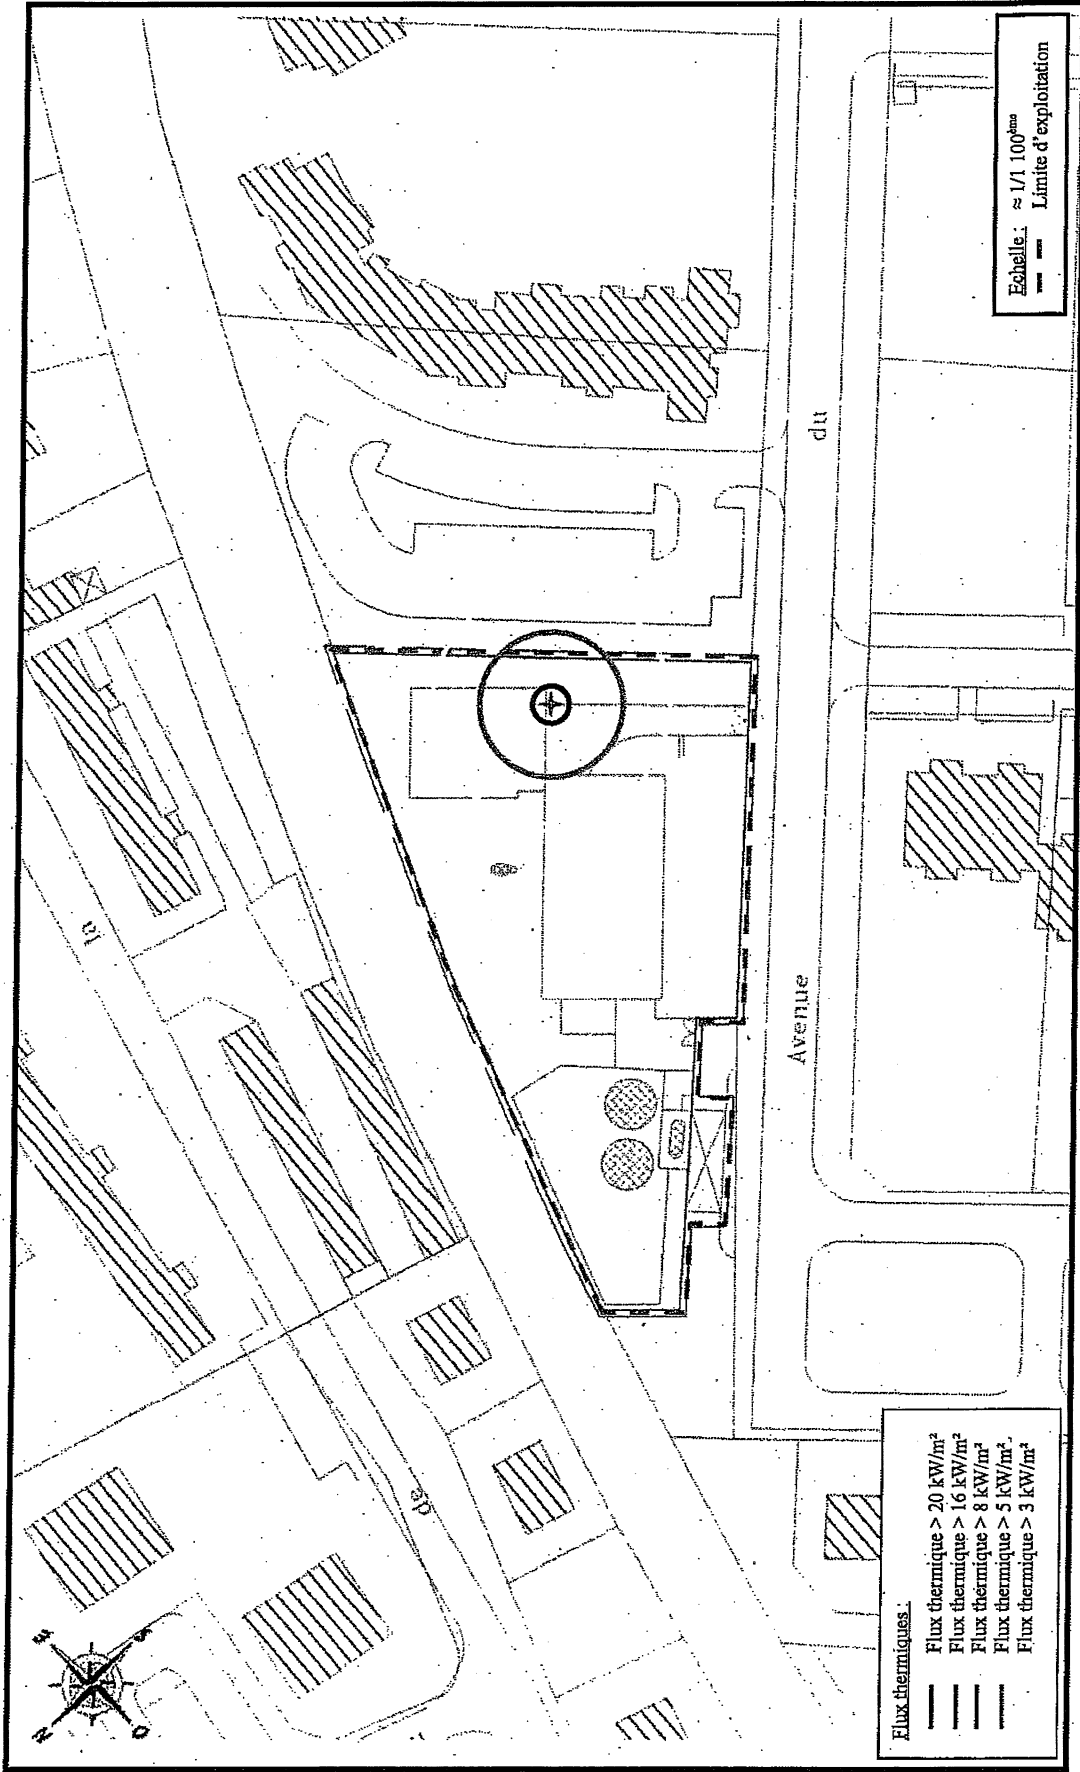 Echelle : ≈ 1/1 100ème
Limite d'exploitation
la
du
Avenue
de
N
E
S
O
Flux thermiques :
Flux thermique > 20 kW/m²
Flux thermique > 16 kW/m²
Flux thermique > 8 kW/m²
Flux thermique > 5 kW/m²
Flux thermique > 3 kW/m²